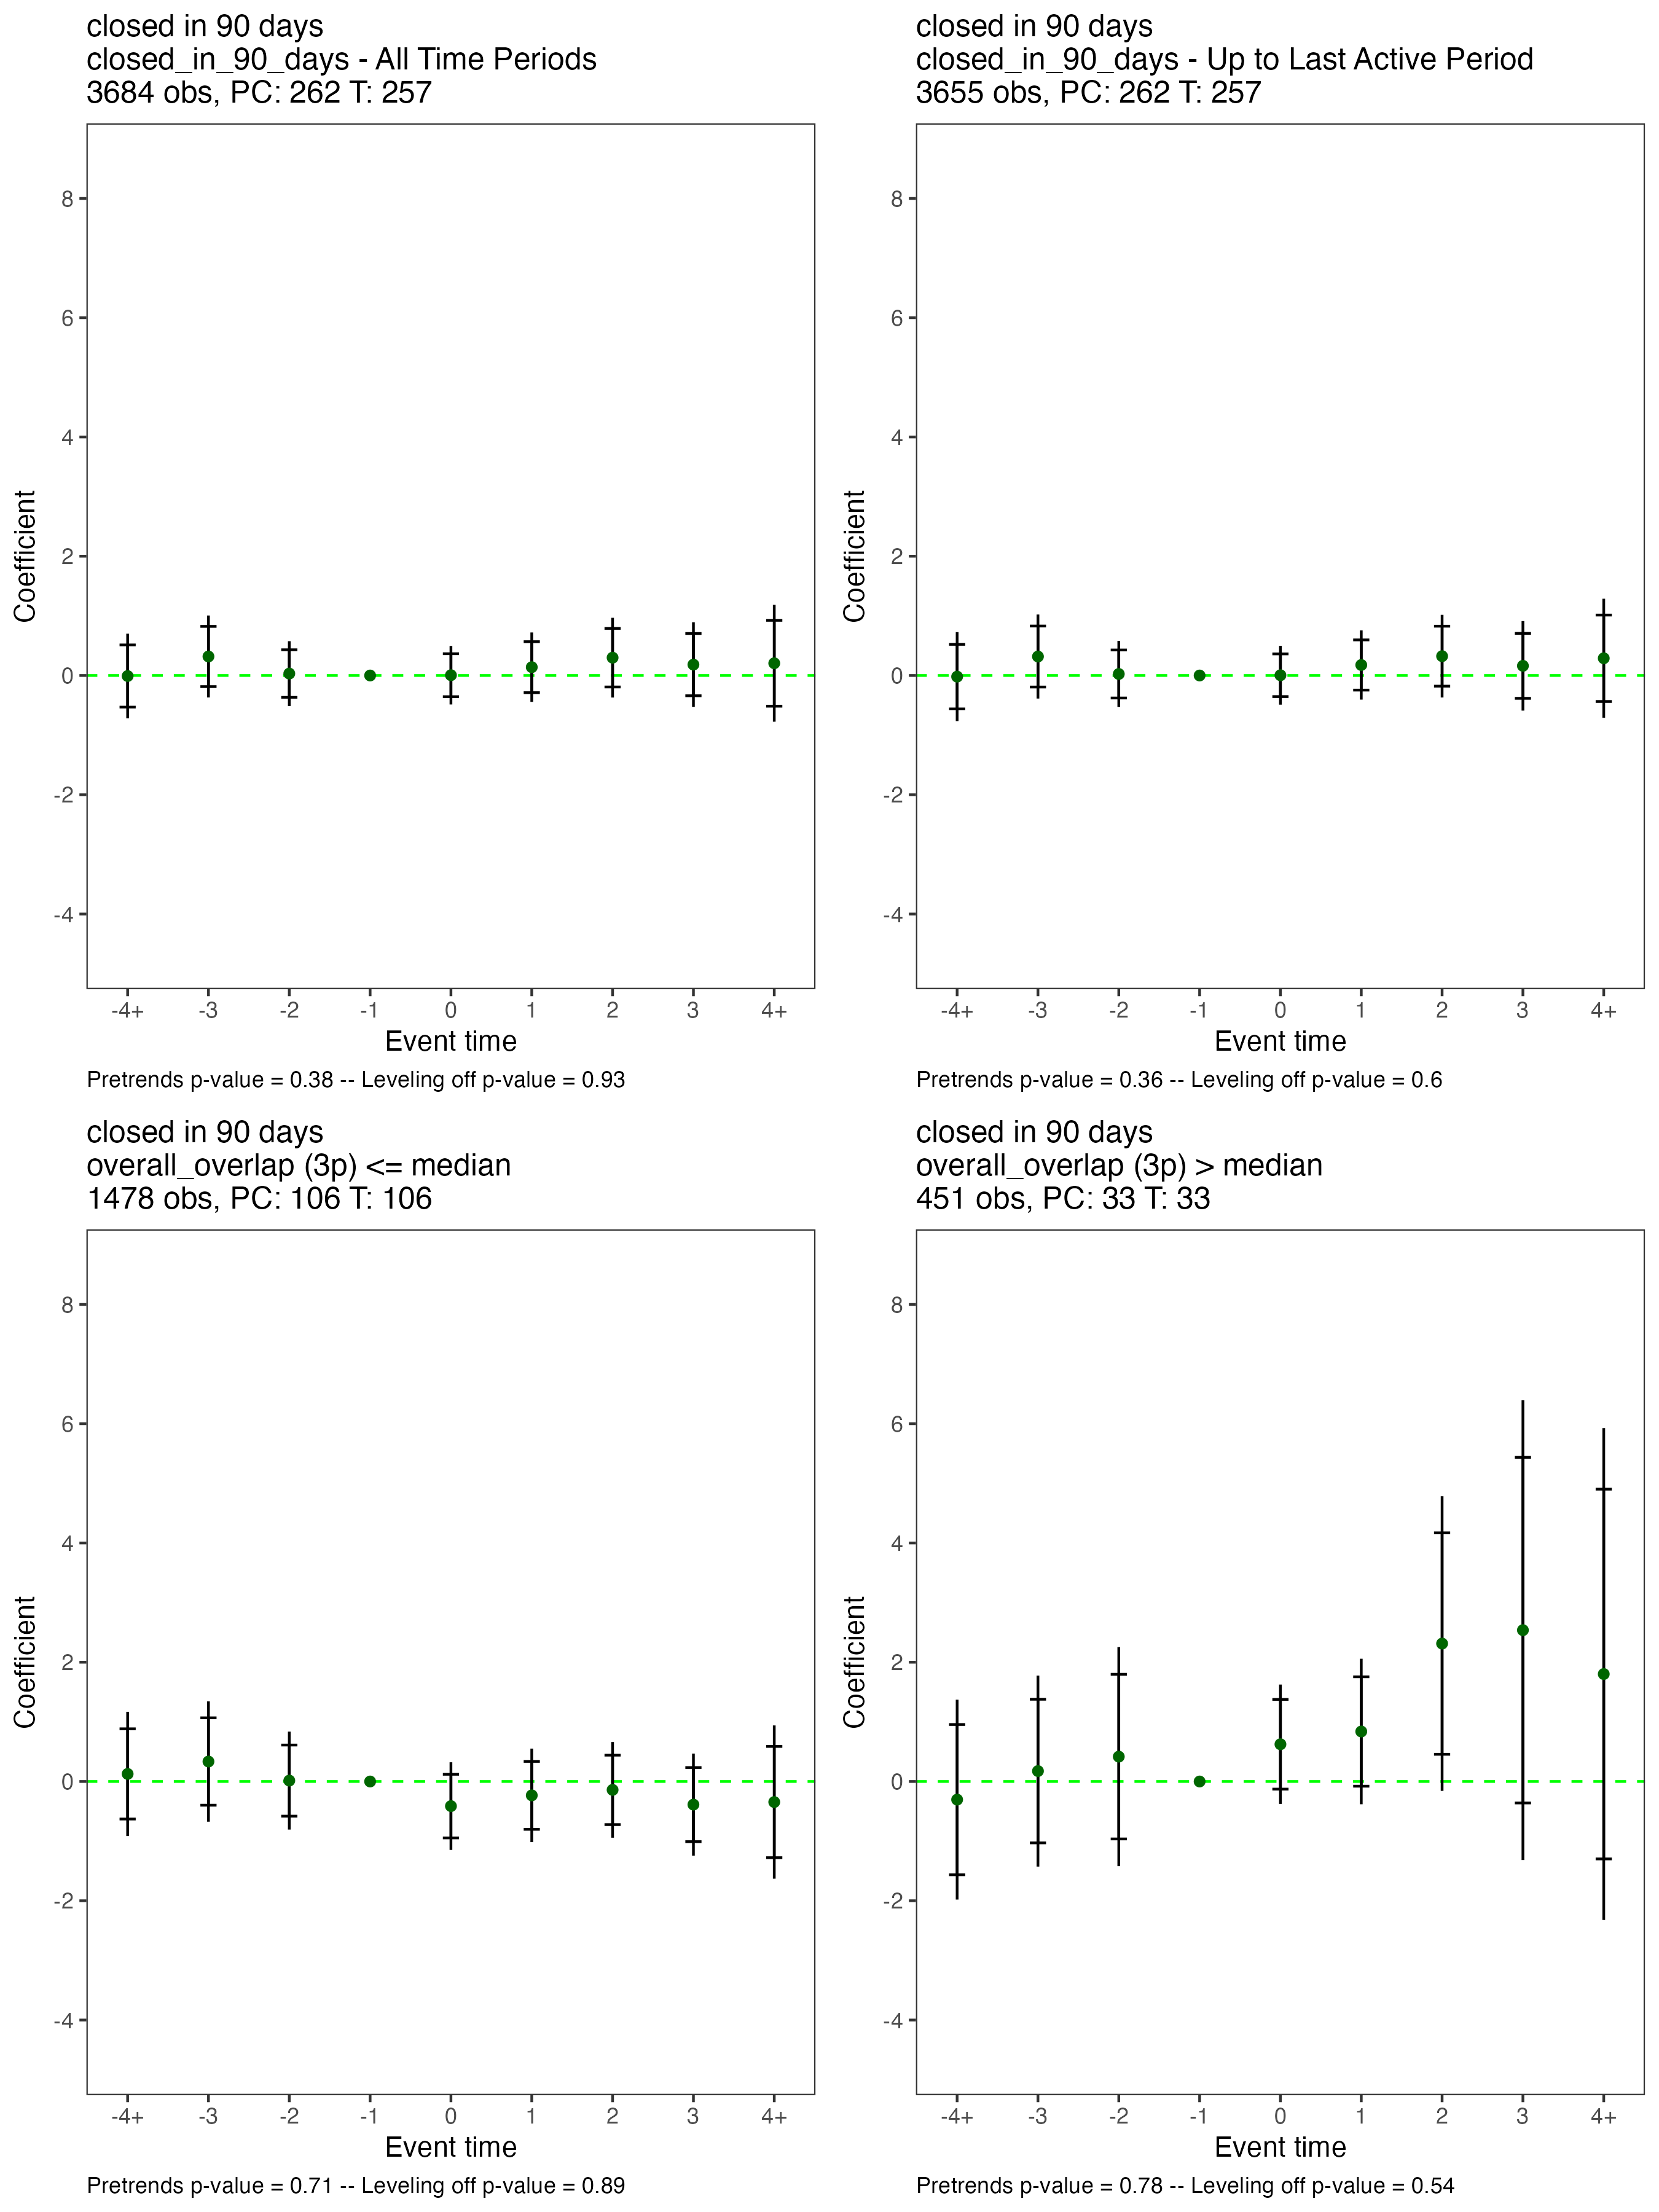 closed in 90 days
closed_in_90_days - All Time Periods
3684 obs, PC: 262 T: 257
Coefficient
8
6
4
2
0
-2
-4
-4+ -3 -2 -1 0 1 2 3 4+
Event time
Pretrends p-value = 0.38 -- Leveling off p-value = 0.93
closed in 90 days
closed_in_90_days - Up to Last Active Period
3655 obs, PC: 262 T: 257
Coefficient
8
6
4
2
0
-2
-4
-4+ -3 -2 -1 0 1 2 3 4+
Event time
Pretrends p-value = 0.36 -- Leveling off p-value = 0.6
closed in 90 days
overall_overlap (3p) <= median
1478 obs, PC: 106 T: 106
Coefficient
8
6
4
2
0
-2
-4
-4+ -3 -2 -1 0 1 2 3 4+
Event time
Pretrends p-value = 0.71 -- Leveling off p-value = 0.89
closed in 90 days
overall_overlap (3p) > median
451 obs, PC: 33 T: 33
Coefficient
8
6
4
2
0
-2
-4
-4+ -3 -2 -1 0 1 2 3 4+
Event time
Pretrends p-value = 0.78 -- Leveling off p-value = 0.54